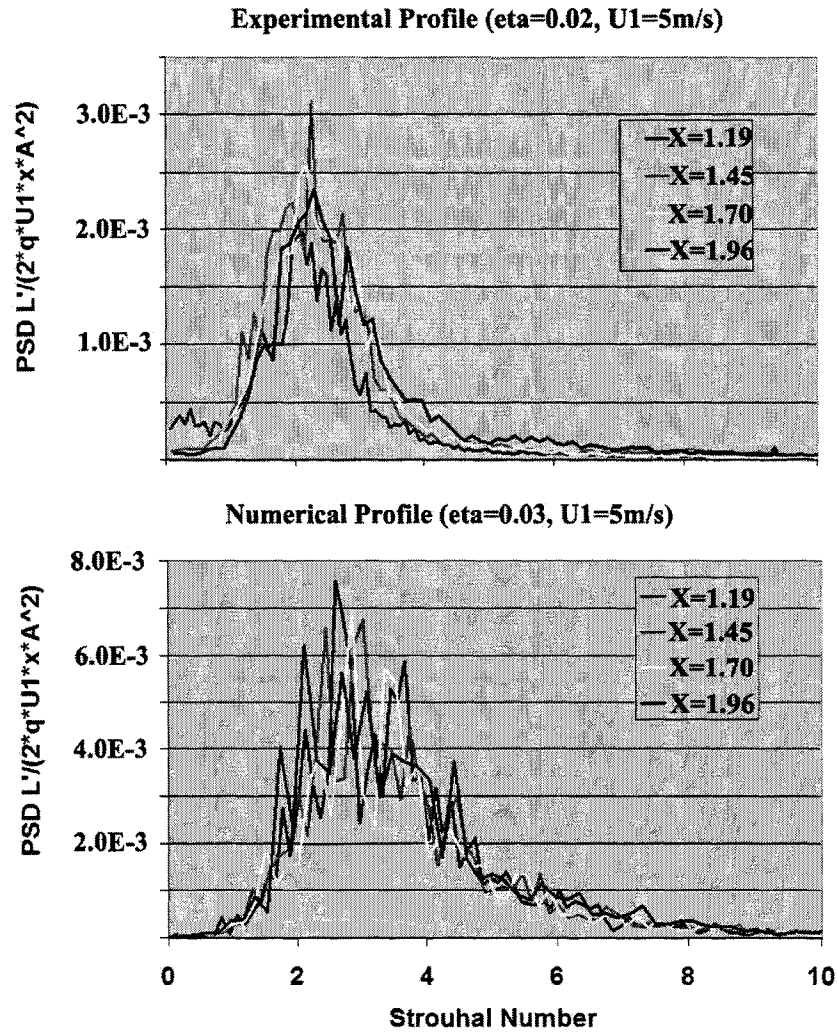 Experimental Profile (eta=0.02, U1=5m/s)
PSD L'/(2*q*U1*x*A^2)
3.0E-3
2.0E-3
1.0E-3
X=1.19
X=1.45
X=1.70
X=1.96
Numerical Profile (eta=0.03, U1=5m/s)
PSD L'/(2*q*U1*x*A^2)
8.0E-3
6.0E-3
4.0E-3
2.0E-3
X=1.19
X=1.45
X=1.70
X=1.96
0 2 4 6 8 10
Strouhal Number